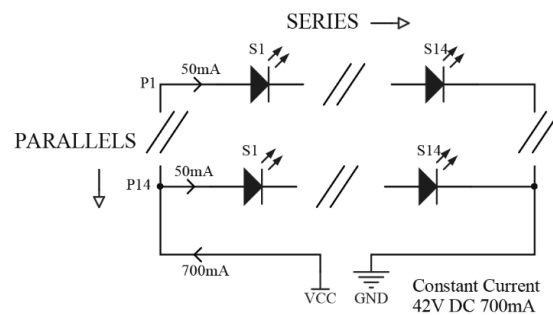 SERIES
S1
S14
P1
50mA
PARALLELS
S1
S14
P14
50mA
700mA
VCC
GND
Constant Current
42V DC 700mA